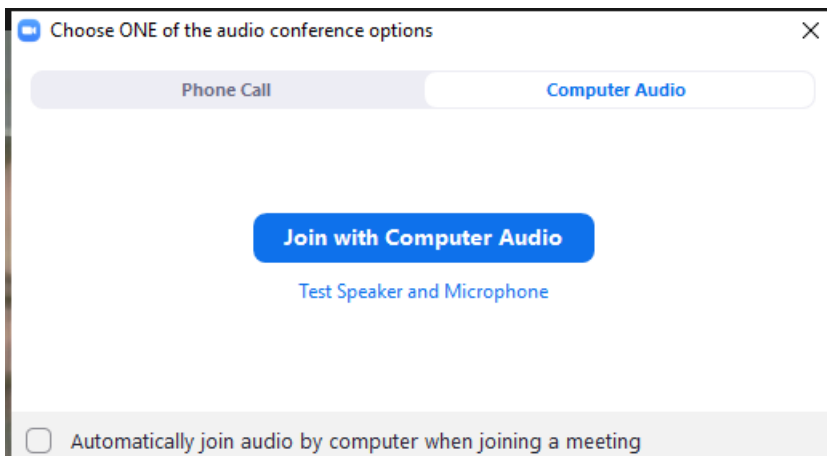 Choose ONE of the audio conference options
Phone Call
Computer Audio
Join with Computer Audio
Test Speaker and Microphone
Automatically join audio by computer when joining a meeting